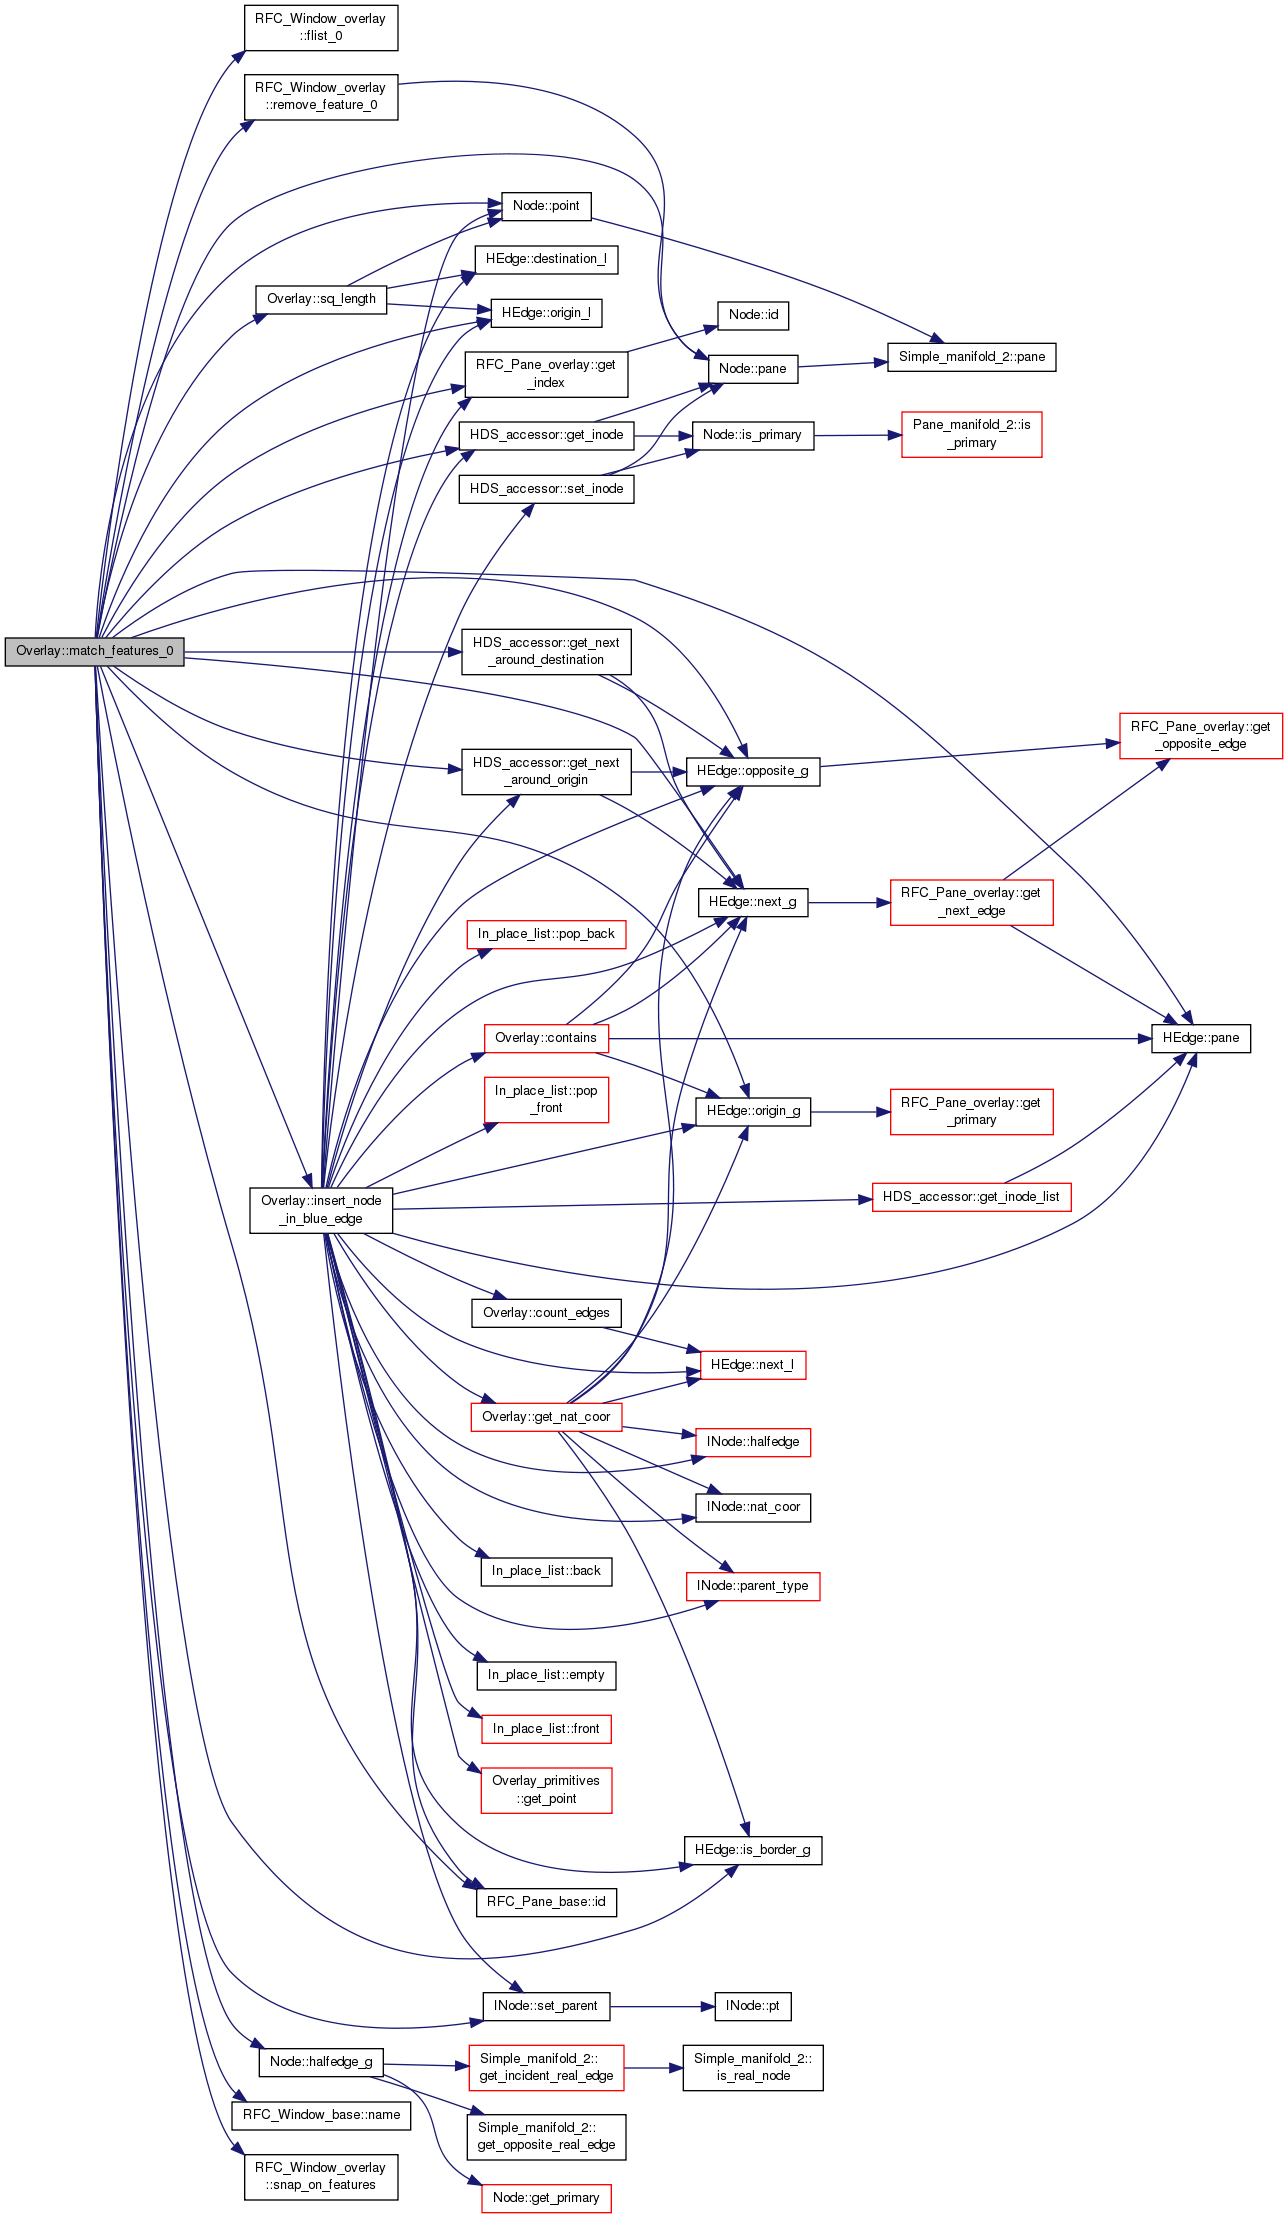 RFC_Window_overlay
::flist_0
RFC_Window_overlay
::remove_feature_0
Node::point
HEdge::destination_l
Overlay::sq_length
HEdge::origin_l
Node::id
Simple_manifold_2::pane
RFC_Pane_overlay::get
_index
Node::pane
HDS_accessor::get_inode
Node::is_primary
Pane_manifold_2::is
_primary
HDS_accessor::set_inode
Overlay::match_features_0
HDS_accessor::get_next
_around_destination
RFC_Pane_overlay::get
_opposite_edge
HDS_accessor::get_next
_around_origin
HEdge::opposite_g
HEdge::next_g
RFC_Pane_overlay::get
_next_edge
In_place_list::pop_back
Overlay::contains
HEdge::pane
In_place_list::pop
_front
HEdge::origin_g
RFC_Pane_overlay::get
_primary
Overlay::insert_node
_in_blue_edge
HDS_accessor::get_inode_list
Overlay::count_edges
HEdge::next_l
Overlay::get_nat_coor
INode::halfedge
INode::nat_coor
In_place_list::back
INode::parent_type
In_place_list::empty
In_place_list::front
Overlay_primitives
::get_point
HEdge::is_border_g
RFC_Pane_base::id
INode::set_parent
INode::pt
Node::halfedge_g
Simple_manifold_2::
get_incident_real_edge
Simple_manifold_2::
is_real_node
RFC_Window_base::name
Simple_manifold_2::
get_opposite_real_edge
RFC_Window_overlay
::snap_on_features
Node::get_primary